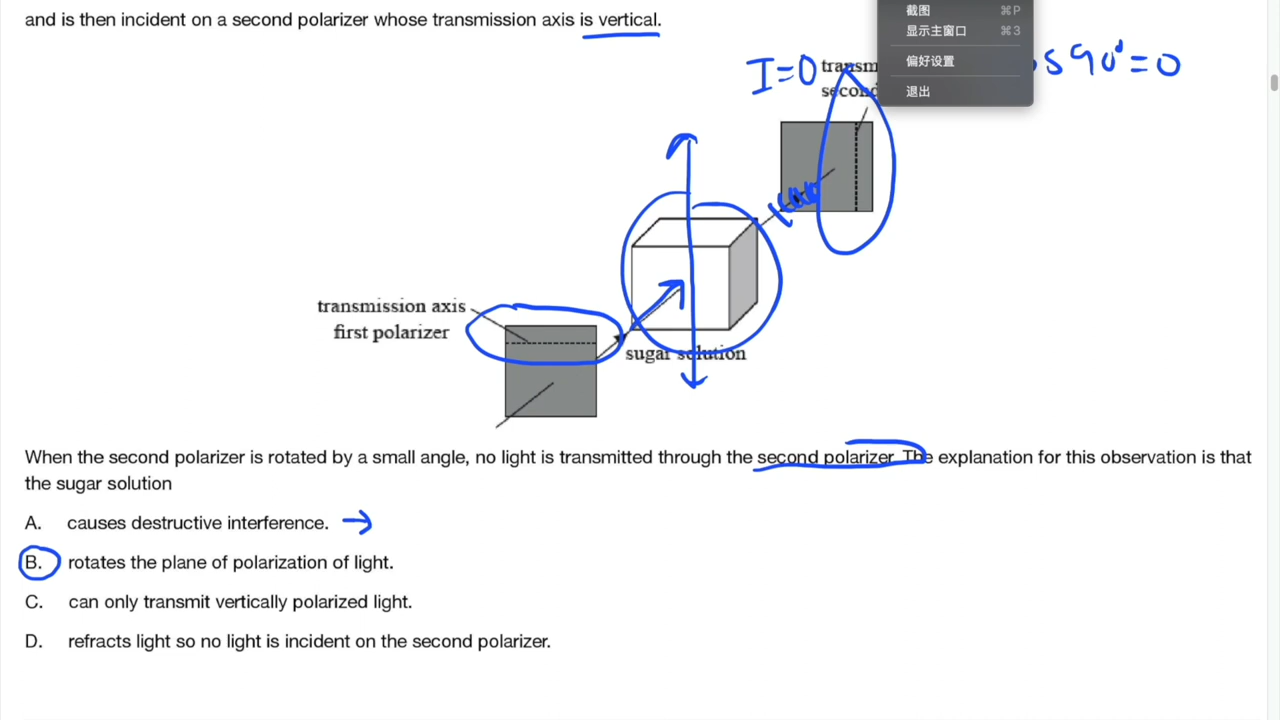 and is then incident on a second polarizer whose transmission axis is vertical.
截图 ⌘P
显示主窗口 ⌘3
偏好设置
退出
I=0
transm
second
s90°=0
transmission axis
first polarizer
sugar solution
When the second polarizer is rotated by a small angle, no light is transmitted through the second polarizer. The explanation for this observation is that
the sugar solution
A. causes destructive interference.
B. rotates the plane of polarization of light.
C. can only transmit vertically polarized light.
D. refracts light so no light is incident on the second polarizer.